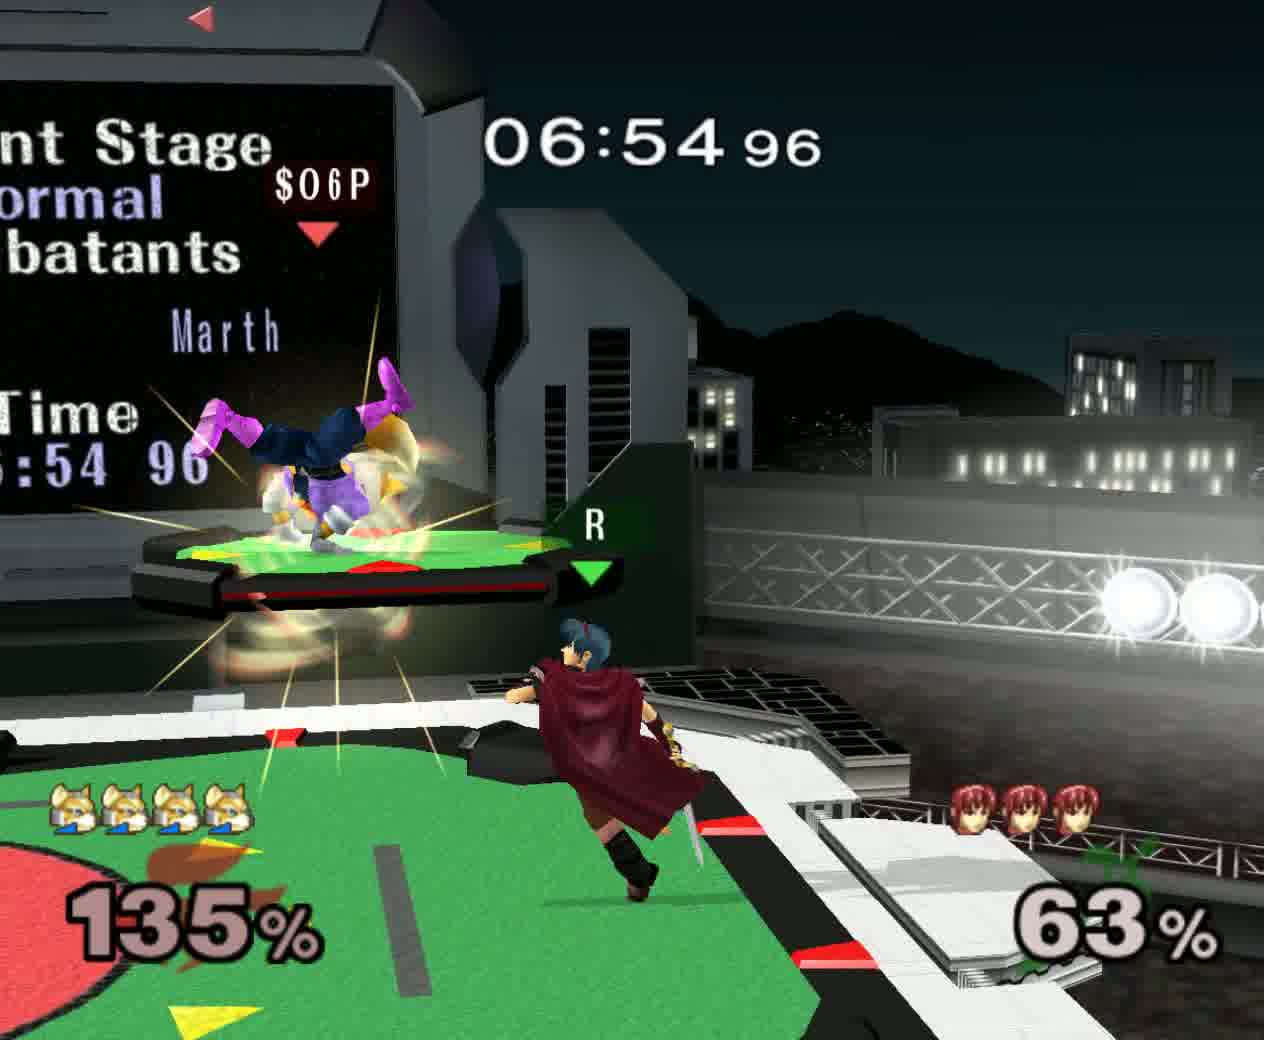 nt Stage
ormal
batants
Marth
Time
:54 96
$06P
06:54 96
R
135%
63%